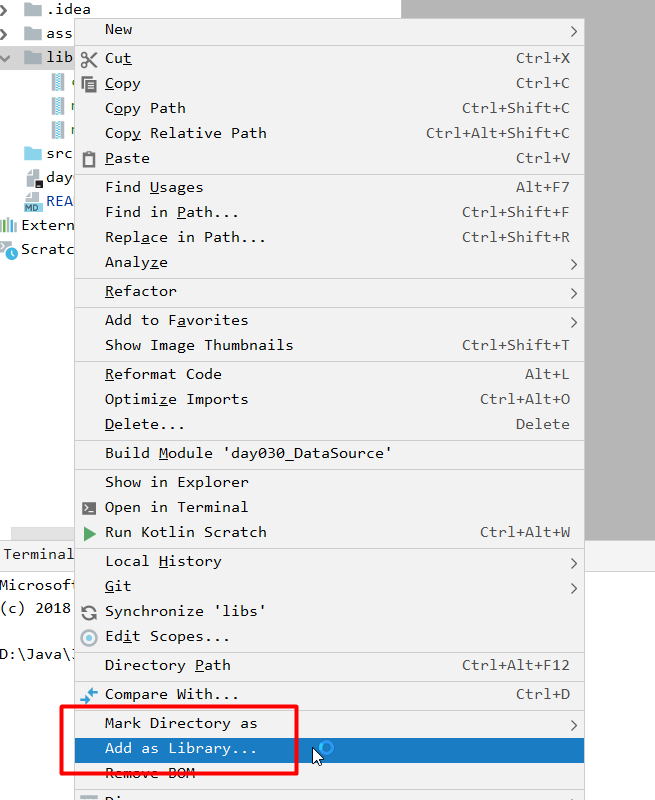 .idea
ass
New
lib
Cut Ctrl+X
Copy Ctrl+C
Copy Path Ctrl+Shift+C
Copy Relative Path Ctrl+Alt+Shift+C
src
Paste Ctrl+V
day
Find Usages Alt+F7
MD REA
Find in Path... Ctrl+Shift+F
Extern
Replace in Path... Ctrl+Shift+R
Scratc
Analyze
Refactor
Add to Favorites
Show Image Thumbnails Ctrl+Shift+T
Reformat Code Alt+L
Optimize Imports Ctrl+Alt+O
Delete... Delete
Build Module 'day030_DataSource'
Show in Explorer
Open in Terminal
Run Kotlin Scratch Ctrl+Alt+W
Terminal
Local History
Microsoft
Git
(c) 2018
Synchronize 'libs'
Edit Scopes...
D:\Java\
Directory Path Ctrl+Alt+F12
Compare With... Ctrl+D
Mark Directory as
Add as Library...
Remove BOM